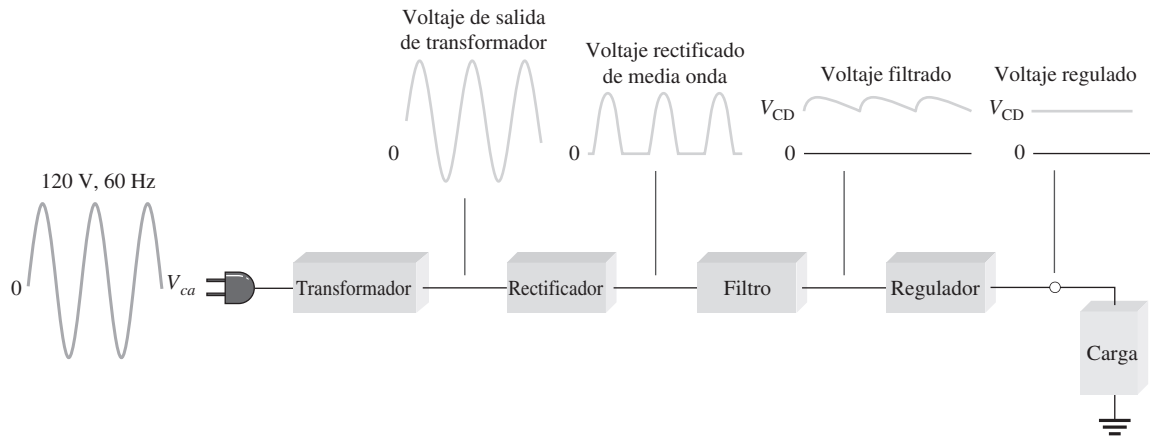 Voltaje de salida
de transformador
Voltaje rectificado
de media onda
Voltaje filtrado
Voltaje regulado
V_CD
V_CD
0
0
0
0
120 V, 60 Hz
0
V_ca
Transformador
Rectificador
Filtro
Regulador
Carga